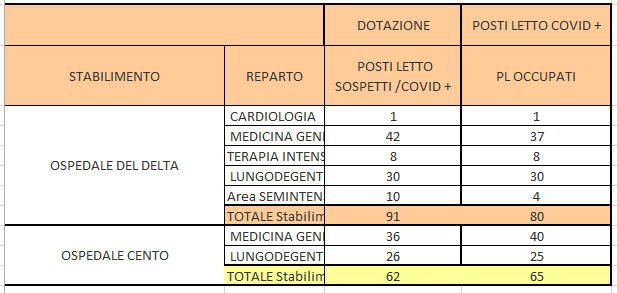 DOTAZIONE POSTI LETTO COVID +
STABILIMENTO REPARTO POSTI LETTO SOSPETTI /COVID + PL OCCUPATI
OSPEDALE DEL DELTA
CARDIOLOGIA 1 1
MEDICINA GENI 42 37
TERAPIA INTENS 8 8
LUNGODEGENT 30 30
Area SEMINTENS 10 4
TOTALE Stabilim 91 80
OSPEDALE CENTO
MEDICINA GENI 36 40
LUNGODEGENT 26 25
TOTALE Stabilim 62 65